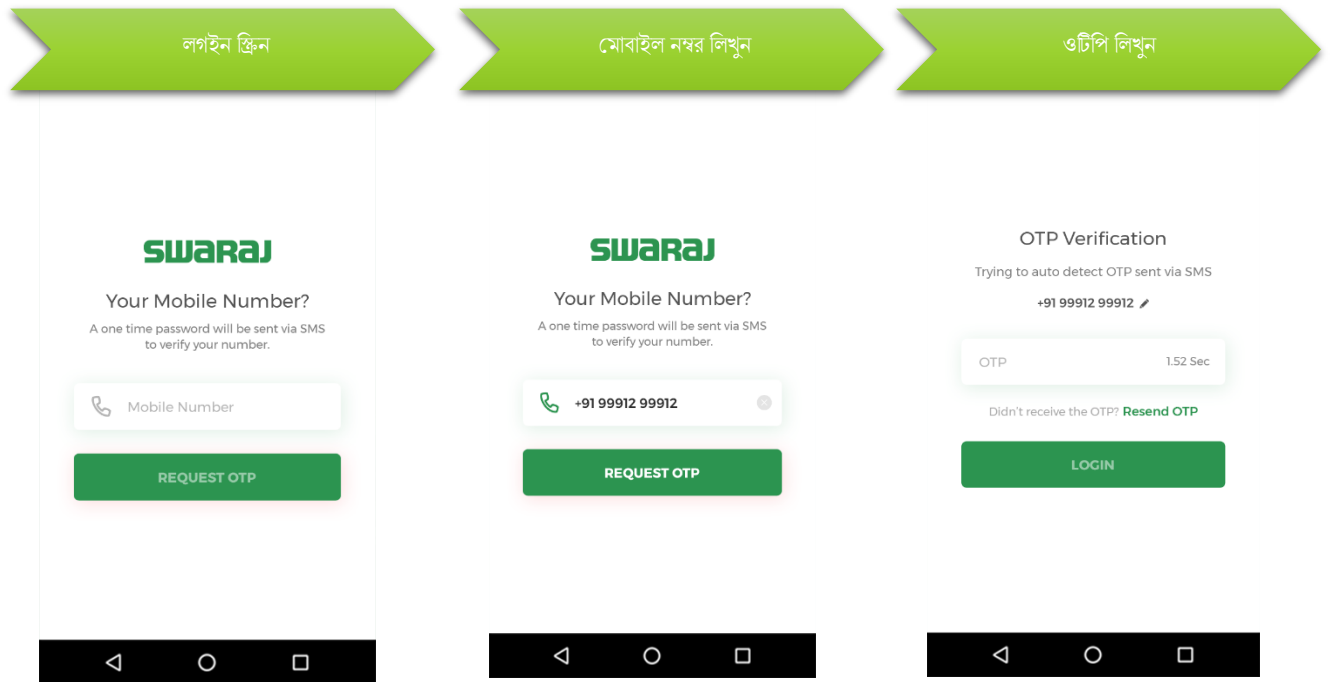 লগইন স্ক্রিন
মোবাইল নম্বর লিখুন
ওটিপি লিখুন
swaraj
Your Mobile Number?
A one time password will be sent via SMS
to verify your number.
Mobile Number
REQUEST OTP
swaraj
Your Mobile Number?
A one time password will be sent via SMS
to verify your number.
+91 99912 99912
REQUEST OTP
OTP Verification
Trying to auto detect OTP sent via SMS
+91 99912 99912
OTP 1.52 Sec
Didn't receive the OTP? Resend OTP
LOGIN